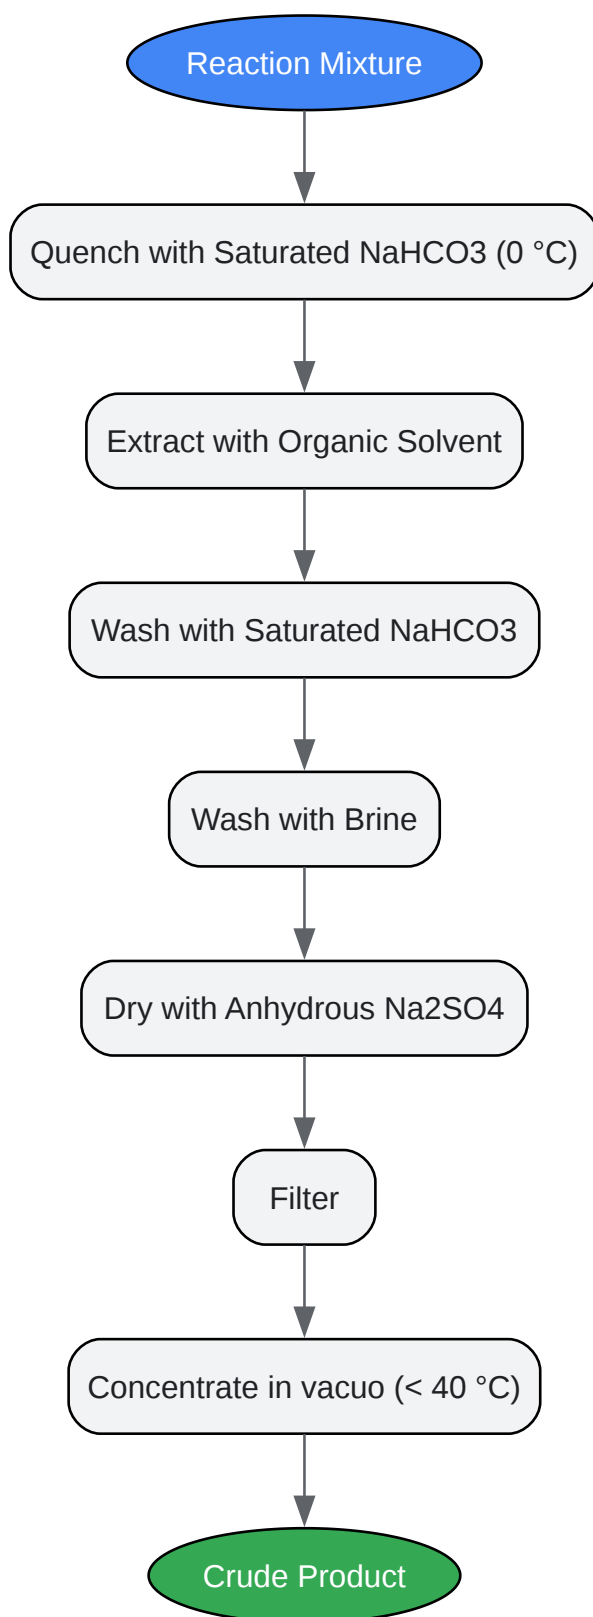 Reaction Mixture
Quench with Saturated NaHCO3 (0 °C)
Extract with Organic Solvent
Wash with Saturated NaHCO3
Wash with Brine
Dry with Anhydrous Na2SO4
Filter
Concentrate in vacuo (< 40 °C)
Crude Product